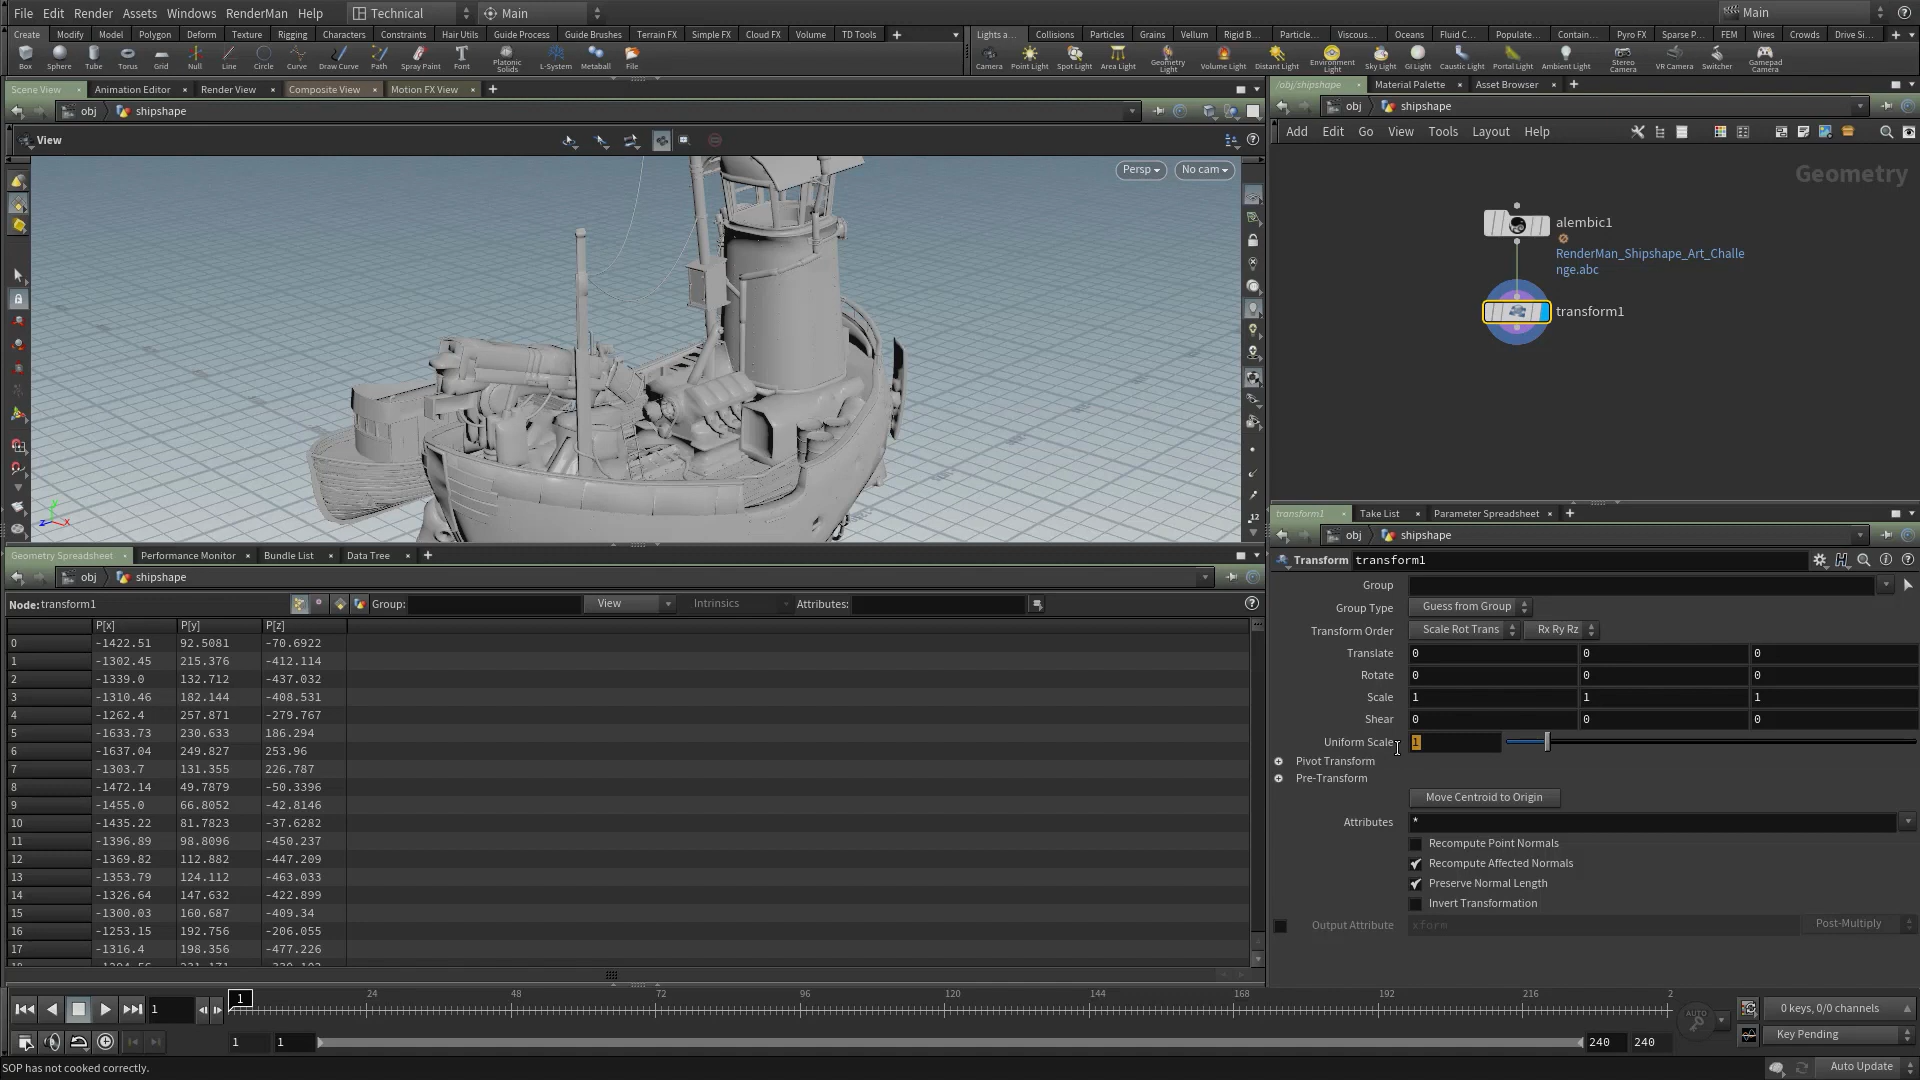 File Edit Render Assets Windows RenderMan Help Technical Main Main
Create Modify Model Polygon Deform Texture Rigging Characters Constraints Hair Utils Guide Process Guide Brushes Terrain FX Simple FX Cloud FX Volume TD Tools
Lights a... Collisions Particles Grains Vellum Rigid B... Particle... Viscous... Oceans Fluid C... Populate... Contain... Pyro FX Sparse P... FEM Wires Crowds Drive Si...
Box Sphere Tube Torus Grid Null Line Circle Curve Draw Curve Path Spray Paint Font Platonic Solids L-System Metaball File
Camera Point Light Spot Light Area Light Geometry Light Volume Light Distant Light Environment Light Sky Light GI Light Caustic Light Portal Light Ambient Light Stereo Camera VR Camera Switcher Gamepad Camera
Scene View Animation Editor Render View Composite View Motion FX View
obj shipshape
View
Persp No cam
12
/obj/shipshape Material Palette Asset Browser
obj shipshape
Add Edit Go View Tools Layout Help
Geometry
alembic1
RenderMan_Shipshape_Art_Challe
nge.abc
transform1
Geometry Spreadsheet Performance Monitor Bundle List Data Tree
obj shipshape
Node: transform1 Group: View Intrinsics Attributes:
P[x] P[y] P[z]
0 -1422.51 92.5081 -70.6922
1 -1302.45 215.376 -412.114
2 -1339.0 132.712 -437.032
3 -1310.46 182.144 -408.531
4 -1262.4 257.871 -279.767
5 -1633.73 230.633 186.294
6 -1637.04 249.827 253.96
7 -1303.7 131.355 226.787
8 -1472.14 49.7879 -50.3396
9 -1455.0 66.8052 -42.8146
10 -1435.22 81.7823 -37.6282
11 -1396.89 98.8096 -450.237
12 -1369.82 112.882 -447.209
13 -1353.79 124.112 -463.033
14 -1326.64 147.632 -422.899
15 -1300.03 160.687 -409.34
16 -1253.15 192.756 -206.055
17 -1316.4 198.356 -477.226
transform1 Take List Parameter Spreadsheet
obj shipshape
Transform transform1
Group
Group Type Guess from Group
Transform Order Scale Rot Trans Rx Ry Rz
Translate 0 0 0
Rotate 0 0 0
Scale 1 1 1
Shear 0 0 0
Uniform Scale 1
Pivot Transform
Pre-Transform
Move Centroid to Origin
Attributes *
Recompute Point Normals
Recompute Affected Normals
Preserve Normal Length
Invert Transformation
Output Attribute xform Post-Multiply
1 1 24 48 72 96 120 144 168 192 216 2
AUTO
0 keys, 0/0 channels
1 1 240 240
Key Pending
SOP has not cooked correctly.
Auto Update